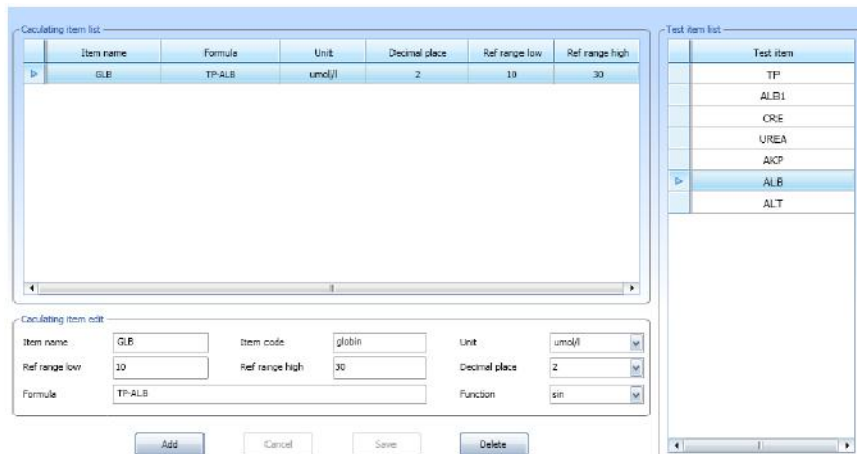 Caculating item list
Item name Formula Unit Decimal place Ref range low Ref range high
GLB TP-ALB umol/l 2 10 30
Test item list
Test item
TP
ALB1
CRE
UREA
AKP
ALB
ALT
Caculating item edit
Item name GLB Item code globin Unit umol/l
Ref range low 10 Ref range high 30 Decimal place 2
Formula TP-ALB Function sin
Add Cancel Save Delete